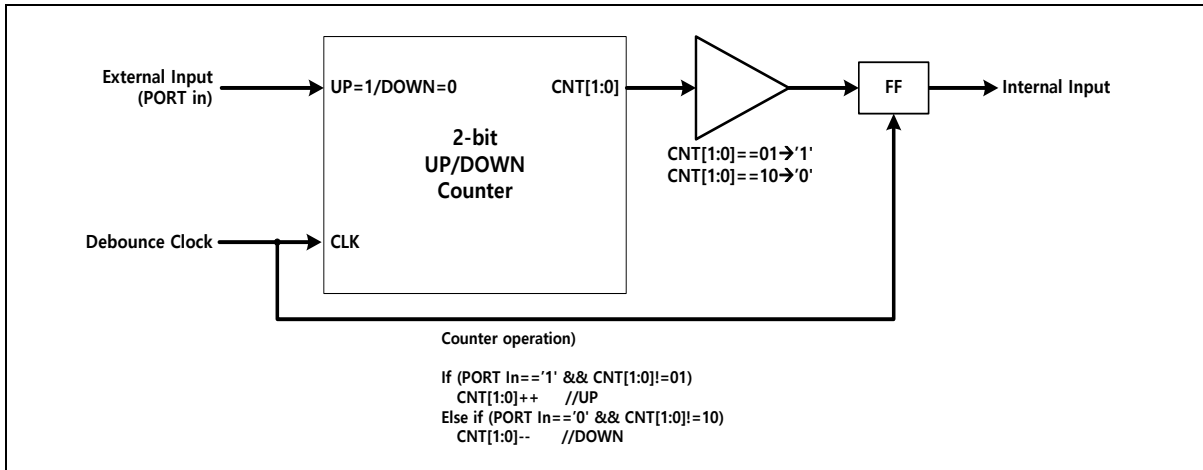 External Input
(PORT in)
UP=1/DOWN=0
CNT[1:0]
FF
Internal Input
2-bit
UP/DOWN
Counter
CNT[1:0]==01→'1'
CNT[1:0]==10→'0'
Debounce Clock
CLK
Counter operation)
If (PORT In=='1' && CNT[1:0]!=01)
CNT[1:0]++ //UP
Else if (PORT In=='0' && CNT[1:0]!=10)
CNT[1:0]-- //DOWN